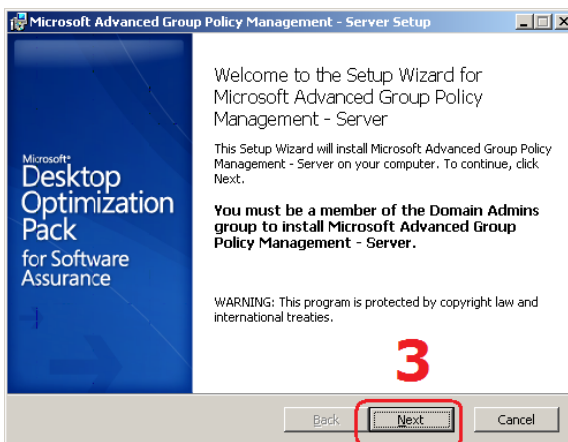 Microsoft Advanced Group Policy Management - Server Setup
Welcome to the Setup Wizard for
Microsoft Advanced Group Policy
Management - Server
This Setup Wizard will install Microsoft Advanced Group Policy
Management - Server on your computer. To continue, click
Next.
You must be a member of the Domain Admins
group to install Microsoft Advanced Group
Policy Management - Server.
WARNING: This program is protected by copyright law and
international treaties.
Microsoft®
Desktop
Optimization
Pack
for Software
Assurance
3
Back
Next
Cancel